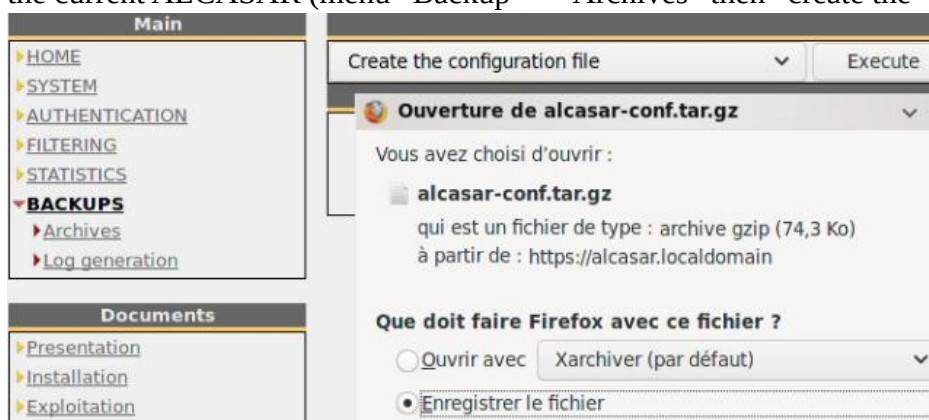 the current ALCASAR (menu "Backup" "Archives" then "create the
Main
HOME
SYSTEM
AUTHENTICATION
FILTERING
STATISTICS
BACKUPS
Archives
Log generation
Documents
Presentation
Installation
Exploitation
Create the configuration file
Execute
Ouverture de alcasar-conf.tar.gz
Vous avez choisi d'ouvrir :
alcasar-conf.tar.gz
qui est un fichier de type : archive gzip (74,3 Ko)
à partir de : https://alcasar.localdomain
Que doit faire Firefox avec ce fichier ?
Ouvrir avec Xarchiver (par défaut)
Enregistrer le fichier